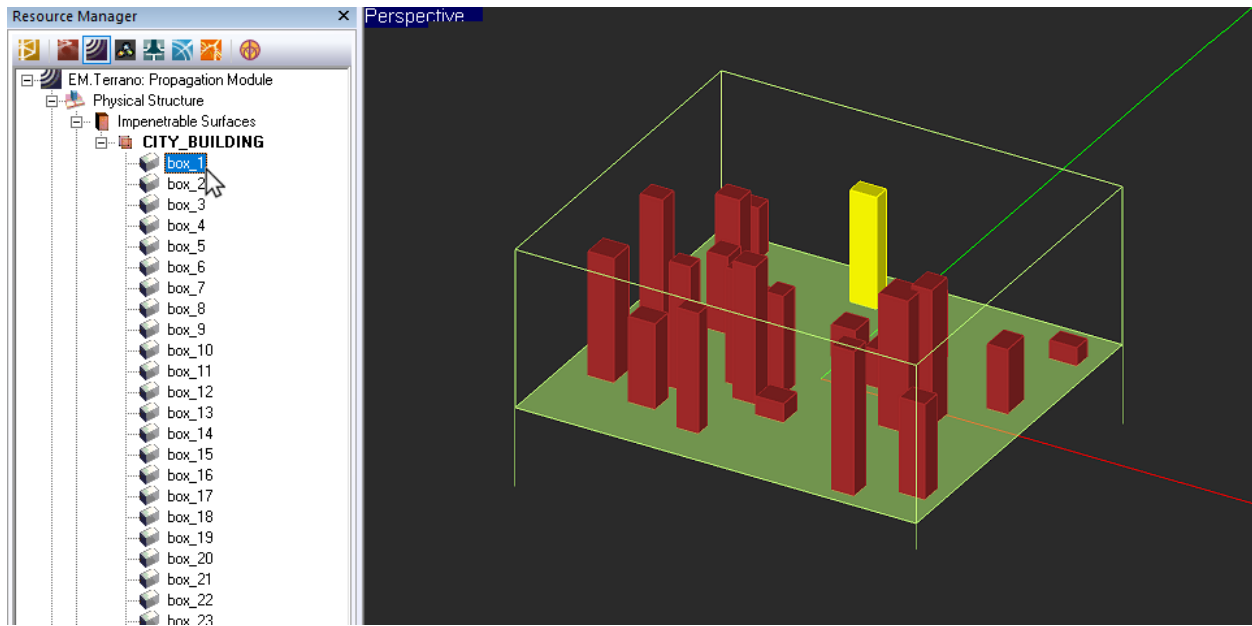 Resource Manager
EM.Terrano: Propagation Module
Physical Structure
Impenetrable Surfaces
CITY_BUILDING
box_1
box_2
box_3
box_4
box_5
box_6
box_7
box_8
box_9
box_10
box_11
box_12
box_13
box_14
box_15
box_16
box_17
box_18
box_19
box_20
box_21
box_22
box_23
Perspective